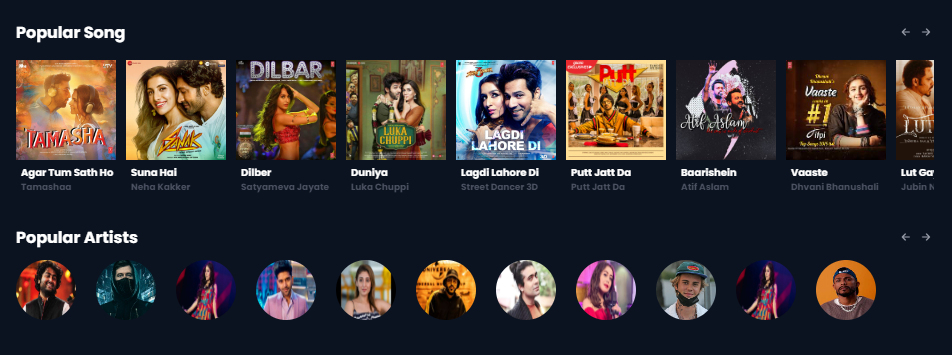 Popular Song
TAMASHA
SANAK
DILBAR
LUKA
CHUPPI
LAGDI
LAHORE DI
Putt
Atif Aslam
Dhvani
Bhanushali's
Vaaste
#1
Agar Tum Sath Ho
Tamashaa
Suna Hai
Neha Kakker
Dilber
Satyameva Jayate
Duniya
Luka Chuppi
Lagdi Lahore Di
Street Dancer 3D
Putt Jatt Da
Putt Jatt Da
Baarishein
Atif Aslam
Vaaste
Dhvani Bhanushali
Lut Ga
Jubin N
Popular Artists